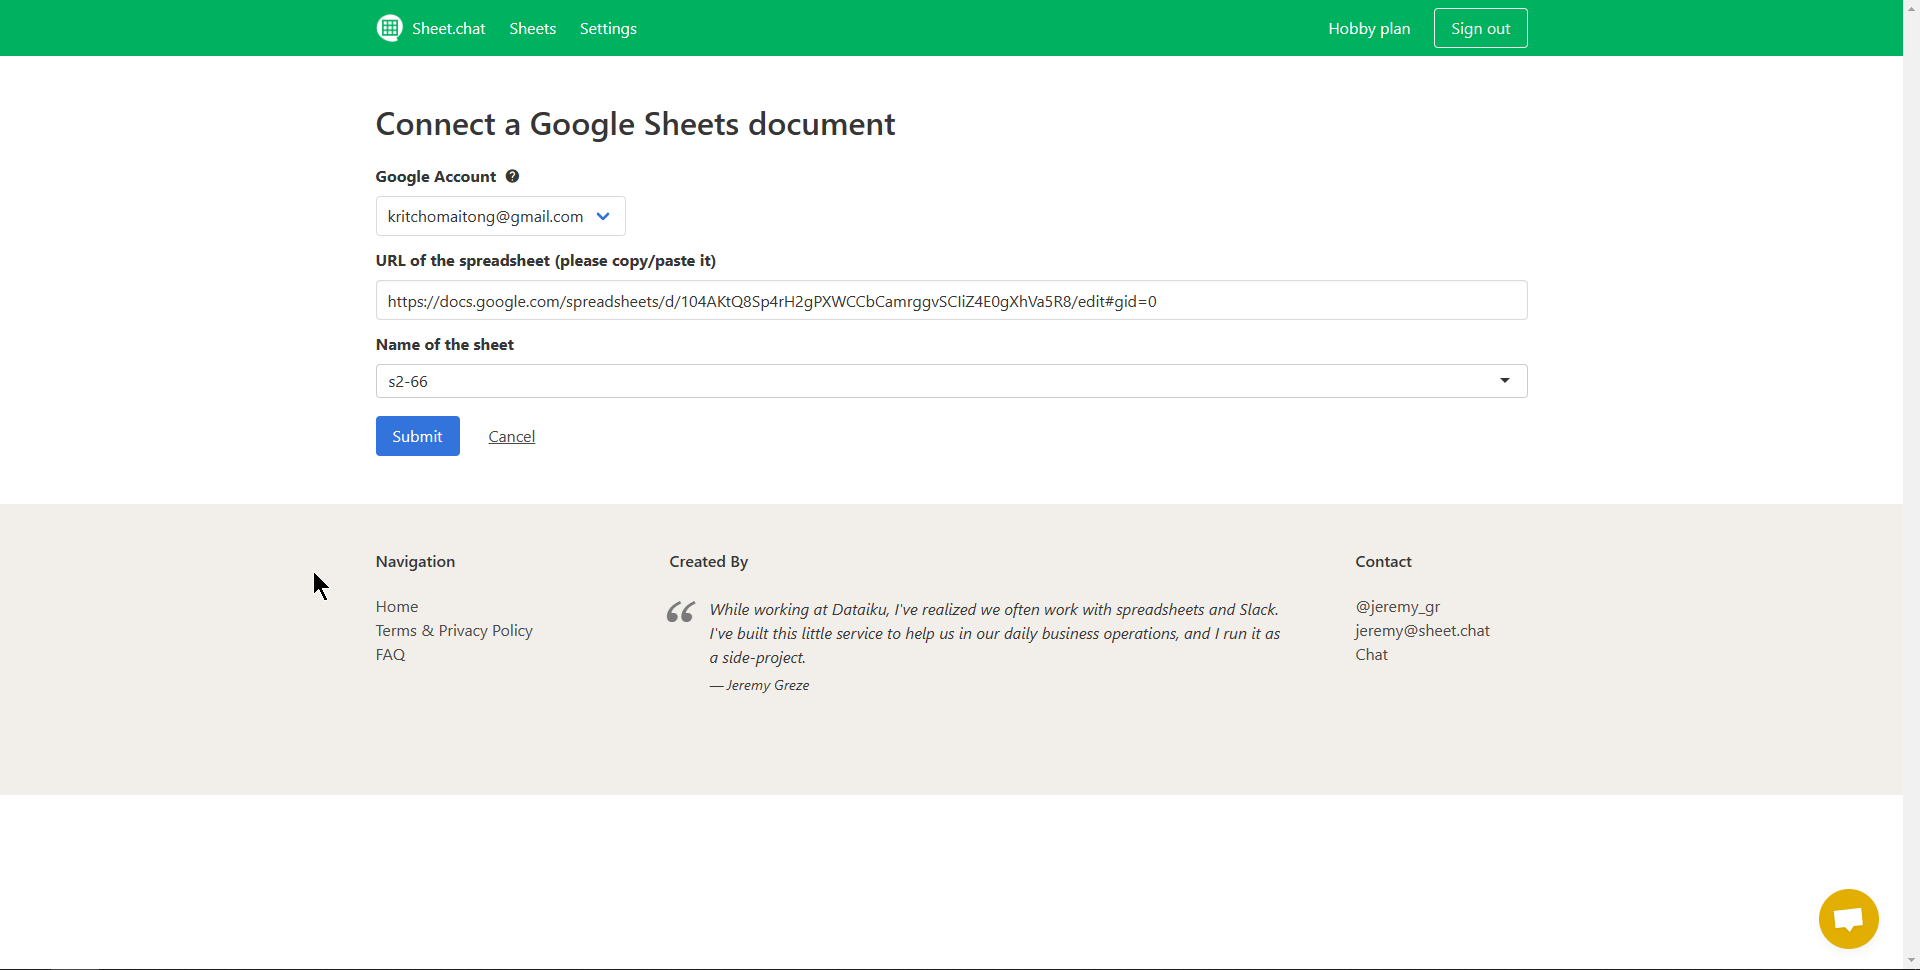 Sheet.chat Sheets Settings Hobby plan Sign out
Connect a Google Sheets document
Google Account
kritchomaitong@gmail.com
URL of the spreadsheet (please copy/paste it)
https://docs.google.com/spreadsheets/d/104AKtQ8Sp4rH2gPXWCCbCamrggvSCIiZ4E0gXhVa5R8/edit#gid=0
Name of the sheet
s2-66
Submit Cancel
Navigation
Home
Terms & Privacy Policy
FAQ
Created By
While working at Dataiku, I've realized we often work with spreadsheets and Slack.
I've built this little service to help us in our daily business operations, and I run it as
a side-project.
— Jeremy Greze
Contact
@jeremy_gr
jeremy@sheet.chat
Chat